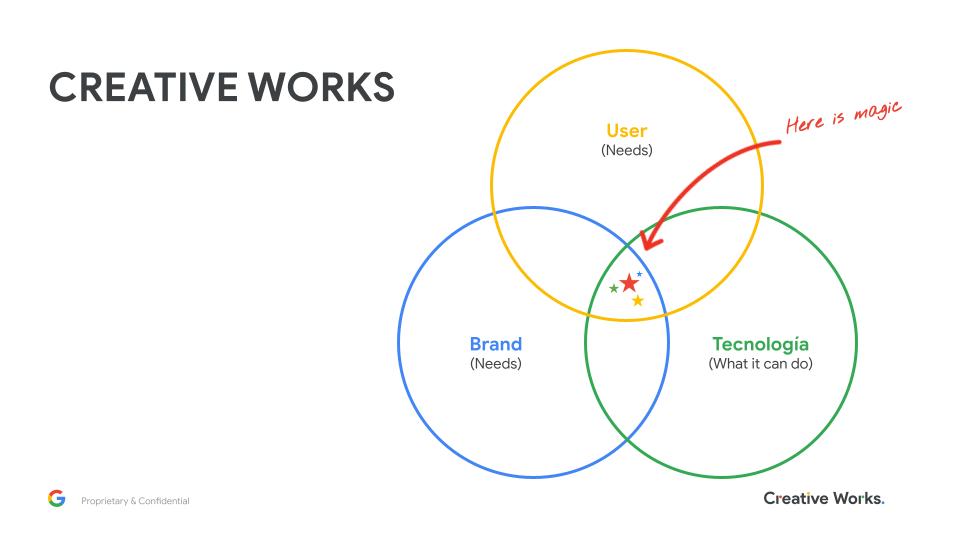 CREATIVE WORKS
User
(Needs)
Here is magic
Brand
(Needs)
Tecnología
(What it can do)
G Proprietary & Confidential
Creative Works.